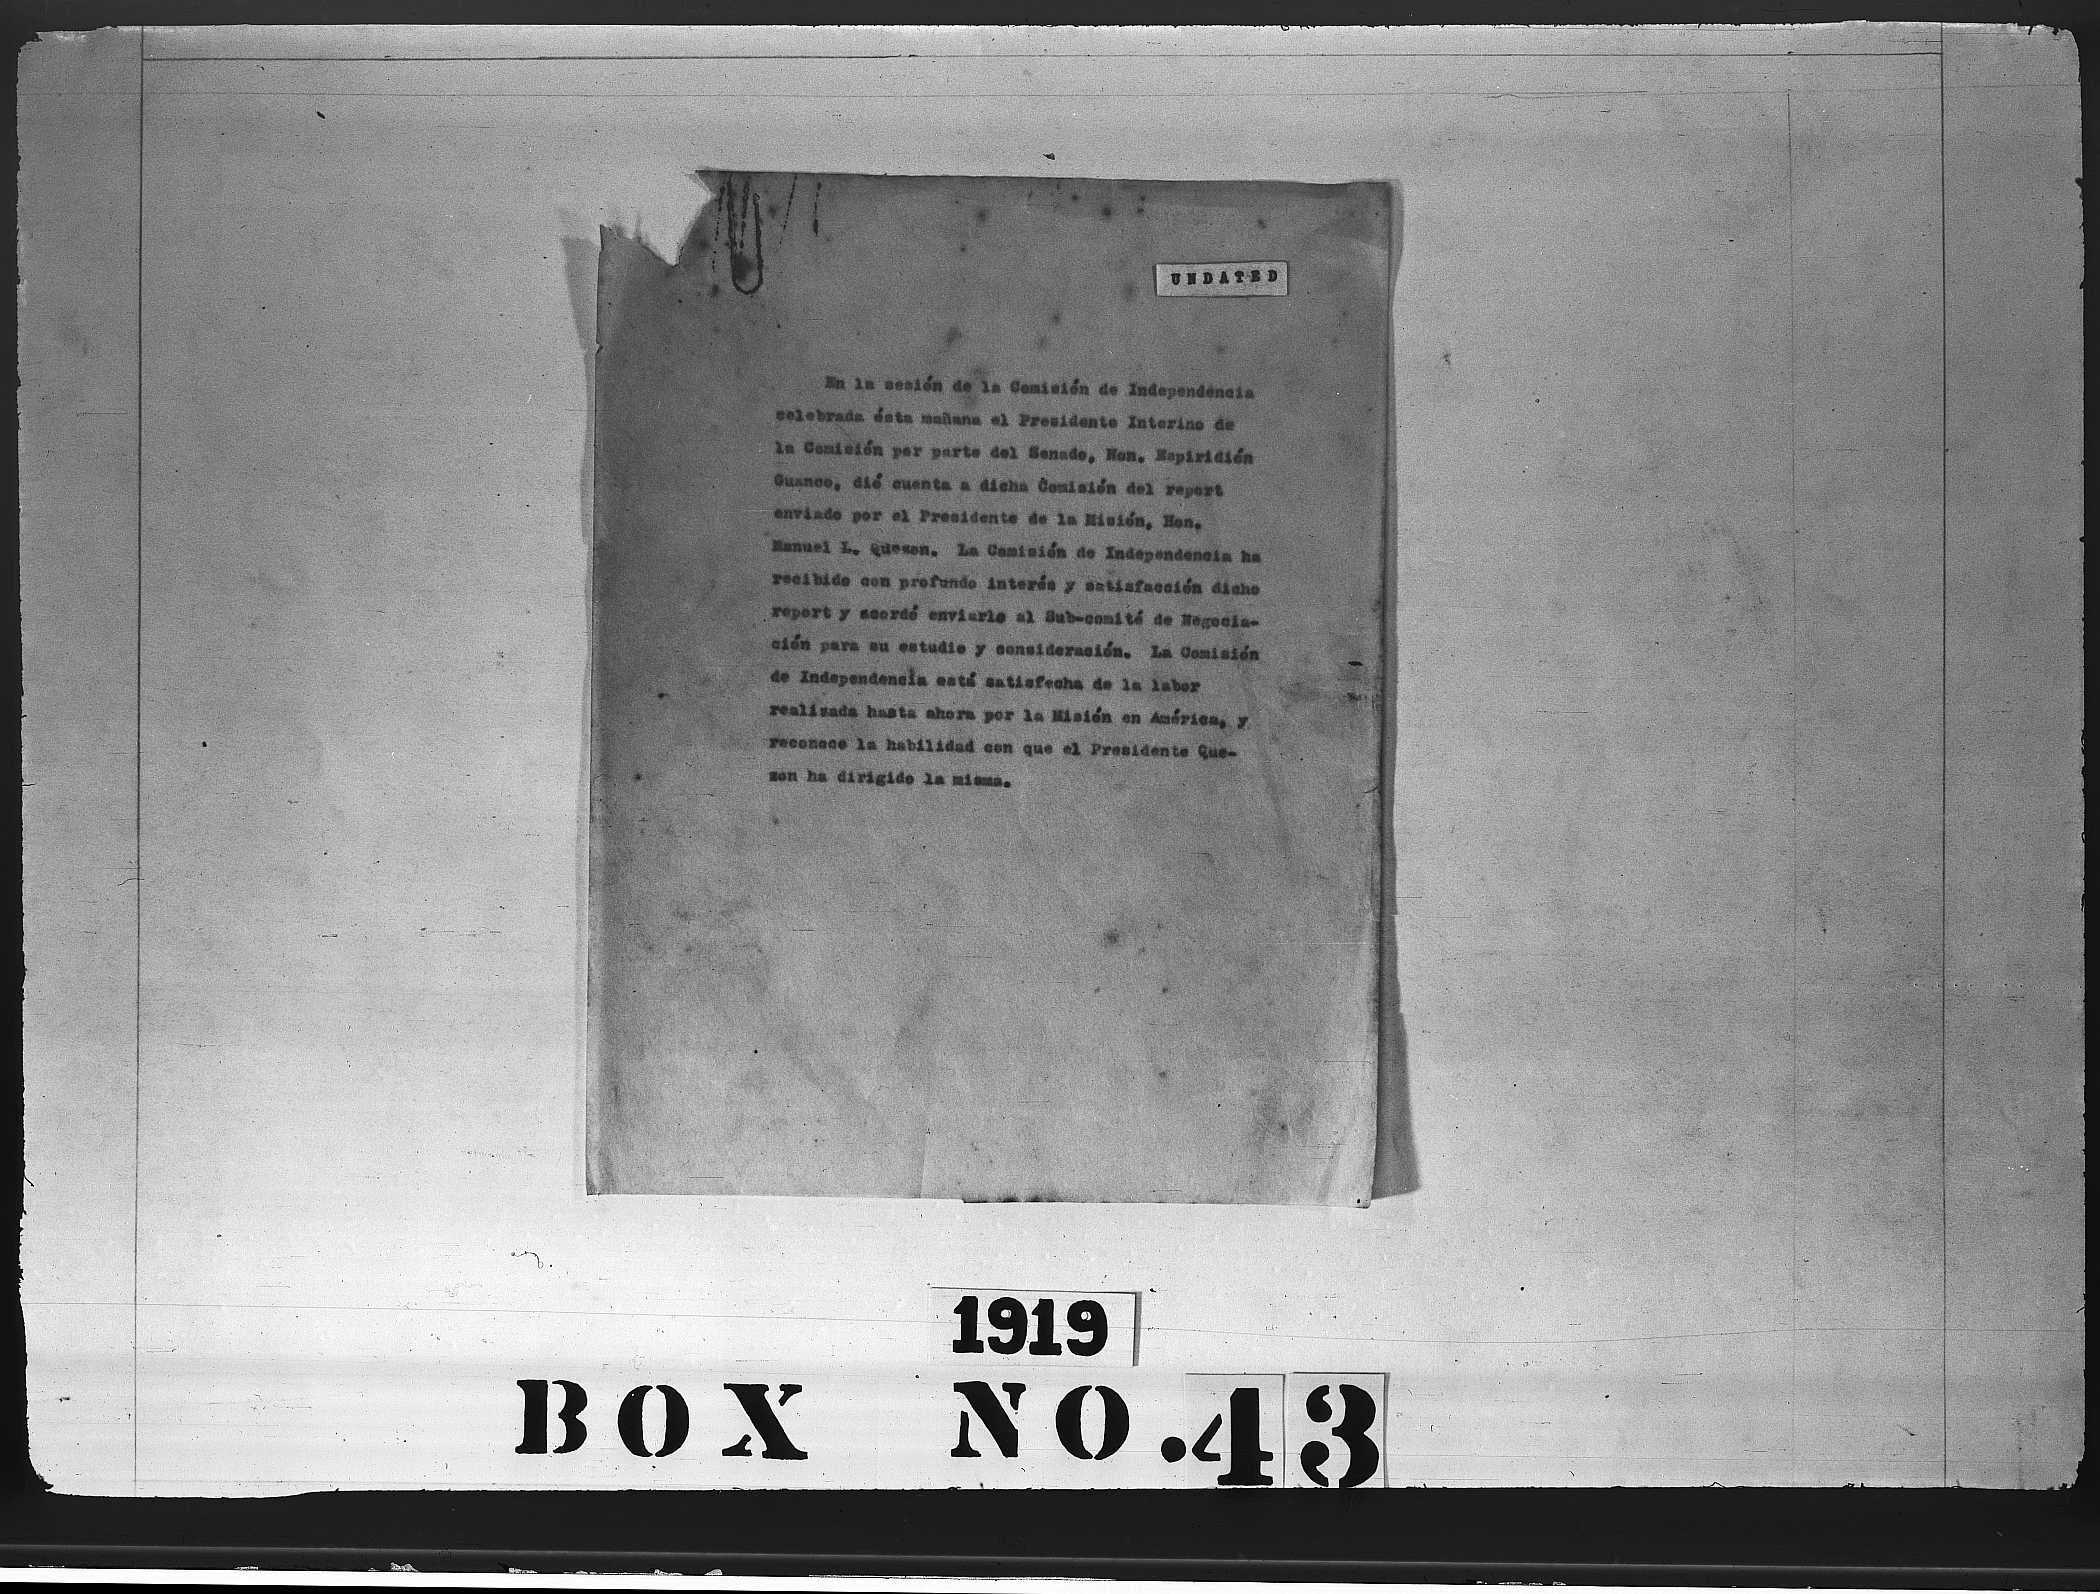 UNDATED
En la sesión de la Comisión de Independencia
celebrada ésta mañana el Presidente Interino de
la Comisión por parte del Senado, Hon. Espiridión
Guanco, dió cuenta a dicha Comisión del report
enviado por el Presidente de la Misión, Hon.
Manuel L. Quezon. La Comisión de Independencia ha
recibido con profundo interés y satisfacción dicho
report y acordó enviarlo al Sub-comité de Negocia-
ción para su estudio y consideración. La Comisión
de Independencia está satisfecha de la labor
realizada hasta ahora por la Misión en América, y
reconoce la habilidad con que el Presidente Que-
zon ha dirigido la misma.
1919
BOX NO. 43